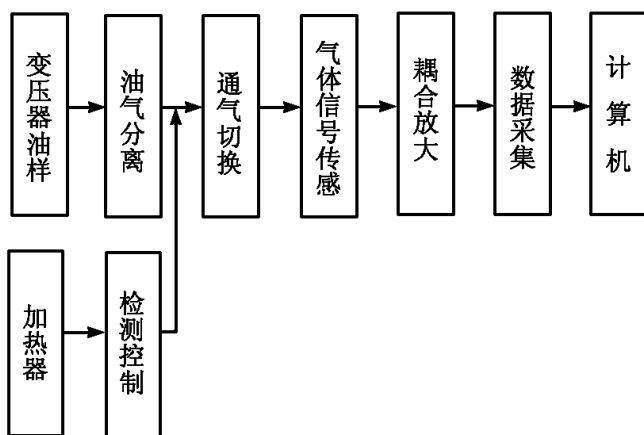 变压器油样
油气分离
通气切换
气体信号传感
耦合放大
数据采集
计算机
加热器
检测控制